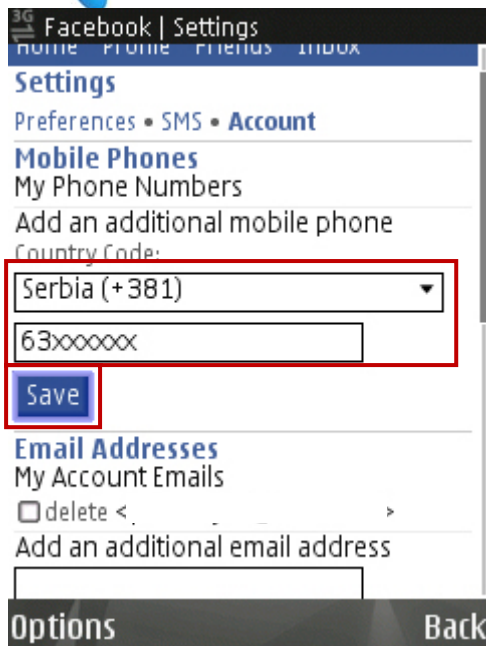 3G Facebook | Settings
Home Profile Friends Inbox
Settings
Preferences • SMS • Account
Mobile Phones
My Phone Numbers
Add an additional mobile phone
Country Code:
Serbia (+381)
63xxxxxx
Save
Email Addresses
My Account Emails
delete < >
Add an additional email address
Options Back